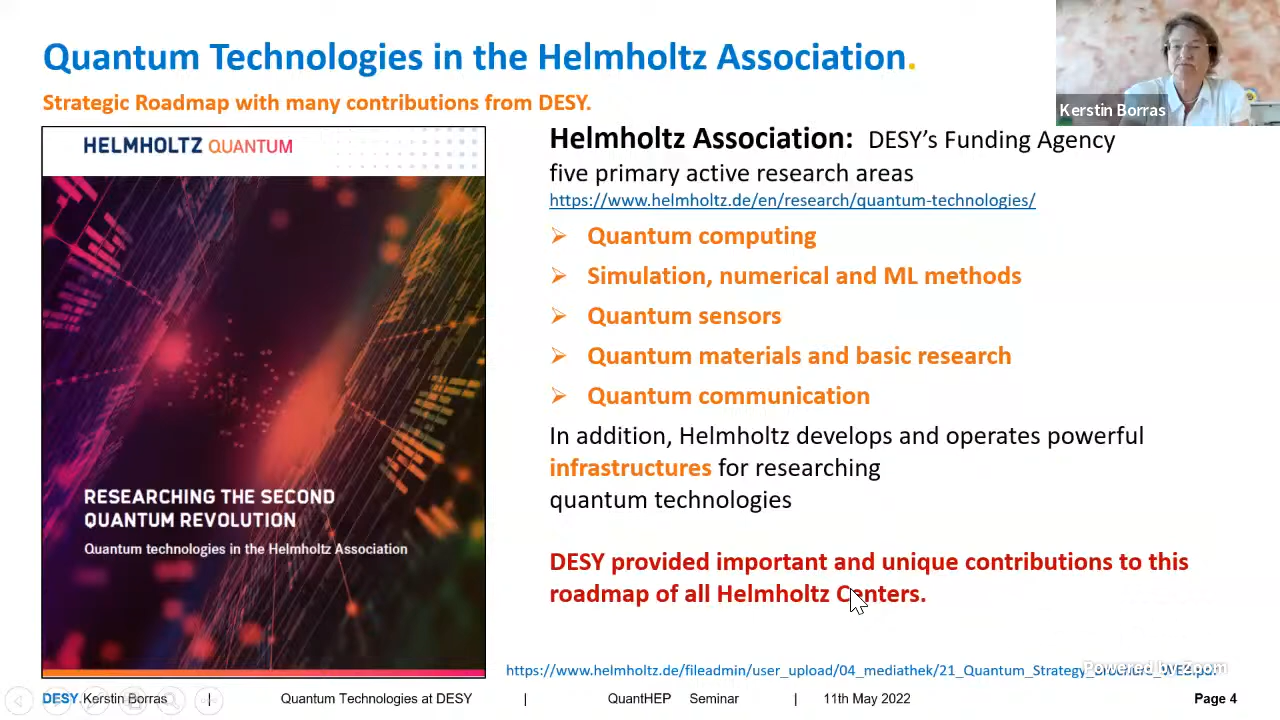 Quantum Technologies in the Helmholtz Association.
Strategic Roadmap with many contributions from DESY.
Kerstin Borras
HELMHOLTZ QUANTUM
RESEARCHING THE SECOND
QUANTUM REVOLUTION
Quantum technologies in the Helmholtz Association
Helmholtz Association: DESY’s Funding Agency
five primary active research areas
https://www.helmholtz.de/en/research/quantum-technologies/
Quantum computing
Simulation, numerical and ML methods
Quantum sensors
Quantum materials and basic research
Quantum communication
In addition, Helmholtz develops and operates powerful
infrastructures for researching
quantum technologies
DESY provided important and unique contributions to this
roadmap of all Helmholtz Centers.
https://www.helmholtz.de/fileadmin/user_upload/04_mediathek/21_Quantum_Strategy
Powered by Zoom
DESY. Kerstin Borras | Quantum Technologies at DESY | QuantHEP Seminar | 11th May 2022 Page 4